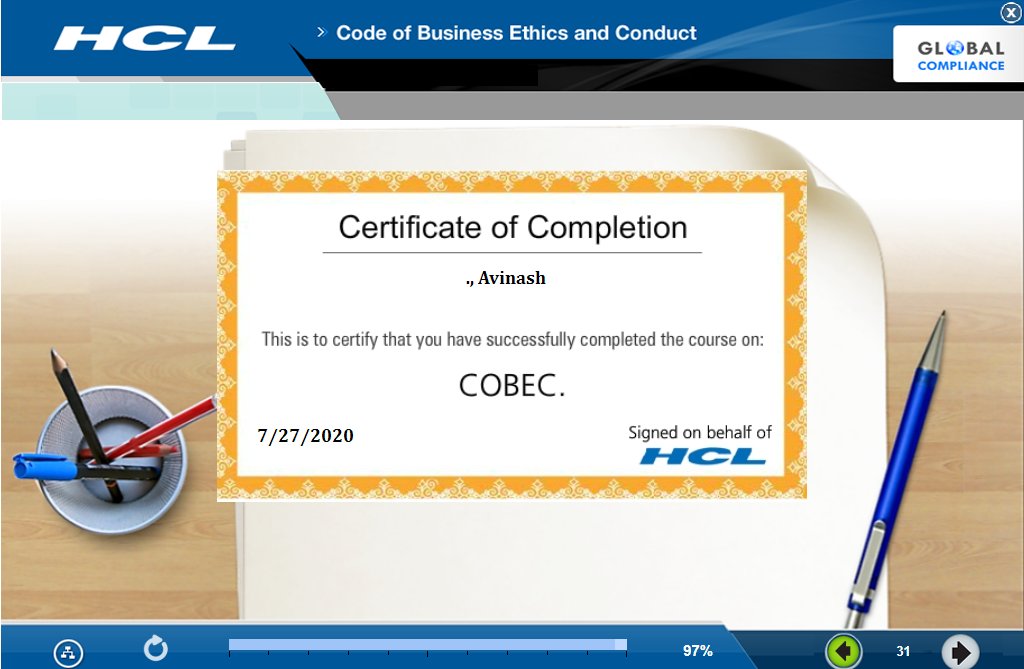 HCL
> Code of Business Ethics and Conduct
X
GLOBAL
COMPLIANCE
Certificate of Completion
., Avinash
This is to certify that you have successfully completed the course on:
COBEC.
7/27/2020
Signed on behalf of
HCL
97%
31